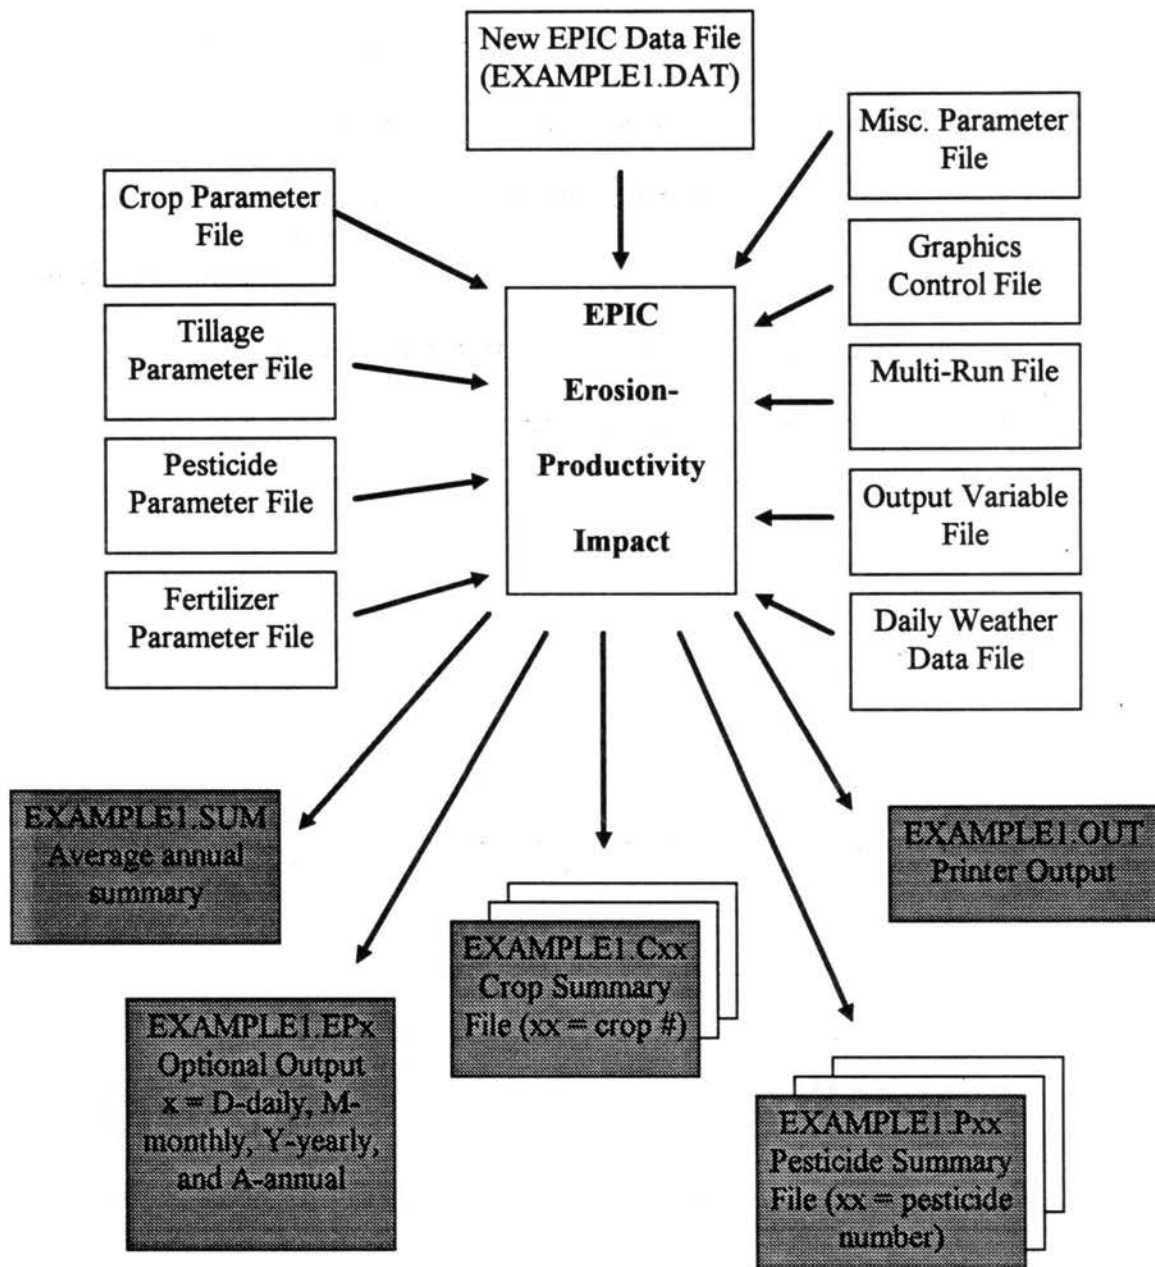 New EPIC Data File
(EXAMPLE1.DAT)
Misc. Parameter
File
Crop Parameter
File
Graphics
Control File
EPIC
Erosion-
Productivity
Impact
Tillage
Parameter File
Multi-Run File
Pesticide
Parameter File
Output Variable
File
Fertilizer
Parameter File
Daily Weather
Data File
EXAMPLE1.SUM
Average annual
summary
EXAMPLE1.OUT
Printer Output
EXAMPLE1.Cxx
Crop Summary
File (xx = crop #)
EXAMPLE1.EPx
Optional Output
x = D-daily, M-
monthly, Y-yearly,
and A-annual
EXAMPLE1.Pxx
Pesticide Summary
File (xx = pesticide
number)